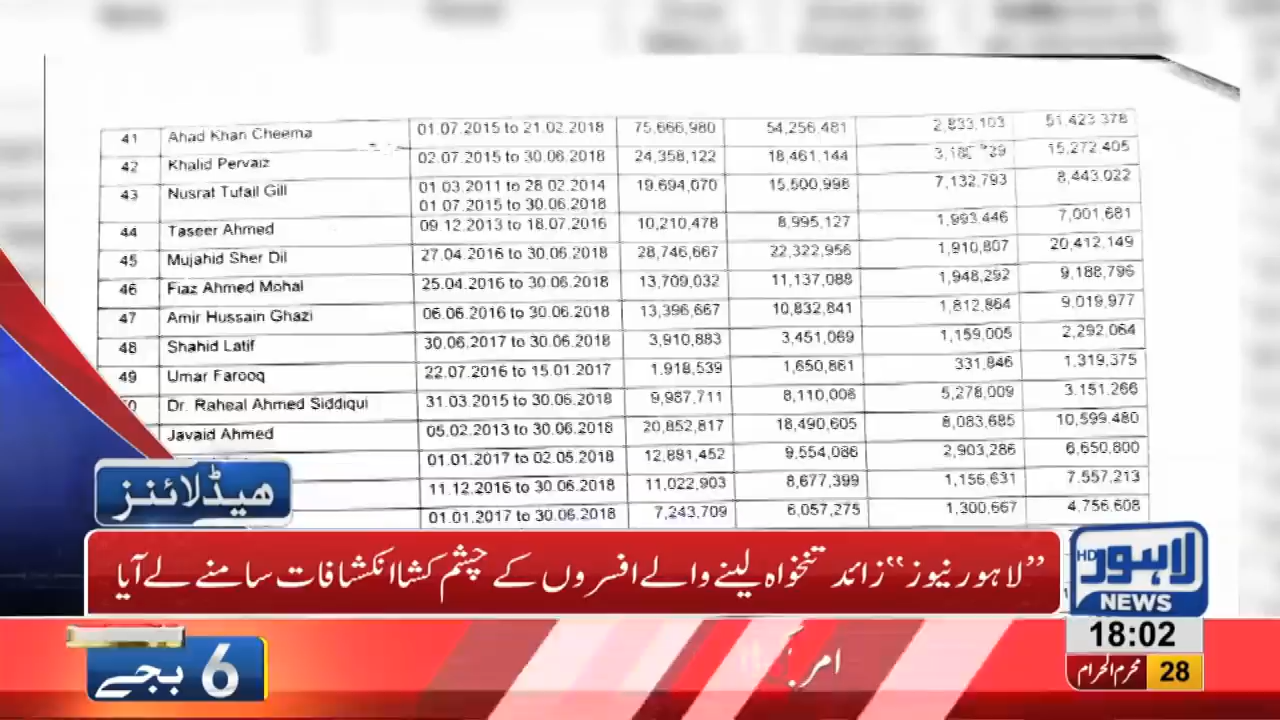 41 Ahad Khan Cheema 01.07.2015 to 21.02.2018 75,666,980 54,256,481 2,833,103 51,423,378
42 Khalid Pervaiz 02.07.2015 to 30.06.2018 24,358,122 18,461,144 15,272,405
43 Nusrat Tufail Gill 01.03.2011 to 28.02.2014 19,694,070 15,500,998 7,132,793 8,443,022
01.07.2015 to 30.06.2018
44 Taseer Ahmed 09.12.2013 to 18.07.2016 10,210,478 8,995,127 1,993,446 7,001,681
45 Mujahid Sher Dil 27.04.2016 to 30.06.2018 28,746,667 22,322,956 1,910,807 20,412,149
46 Fiaz Ahmed Mohal 25.04.2016 to 30.06.2018 13,709,032 11,137,088 1,948,292 9,188,796
47 Amir Hussain Ghazi 06.06.2016 to 30.06.2018 13,396,667 10,832,841 1,812,864 9,019,977
48 Shahid Latif 30.06.2017 to 30.06.2018 3,910,883 3,451,069 1,159,005 2,292,064
49 Umar Farooq 22.07.2016 to 15.01.2017 1,918,539 1,650,861 331,846 1,319,375
Dr. Raheal Ahmed Siddiqui 31.03.2015 to 30.06.2018 9,987,711 8,110,006 5,278,009 3,151,266
Javaid Ahmed 05.02.2013 to 30.06.2018 20,852,817 18,490,605 8,083,685 10,599,480
01.01.2017 to 02.05.2018 12,881,452 9,554,086 2,903,286 6,650,800
11.12.2016 to 30.06.2018 11,022,903 8,677,399 1,156,631 7,557,213
01.01.2017 to 30.06.2018 7,243,709 6,057,275 1,300,667 4,756,608
ھیڈلائنز
”لاہور نیوز“ زائد تنخواہ لینے والے افسروں کے چشم کشا انکشافات سامنے لے آیا
لاہور HD
NEWS
18:02
28 محرم الحرام
6 بجے